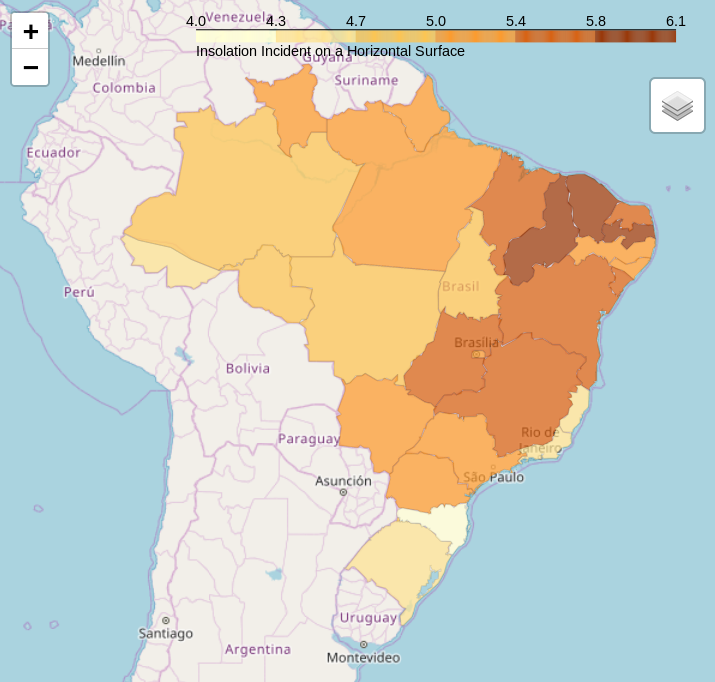 +
−
4.0 4.3 4.7 5.0 5.4 5.8 6.1
Insolation Incident on a Horizontal Surface
Venezuela
Guyana
Medellín
Suriname
Colombia
Ecuador
Perú
Brasil
Brasília
Bolivia
Rio de
Janeiro
Paraguay
São Paulo
Asunción
Uruguay
Santiago
Argentina
Montevideo